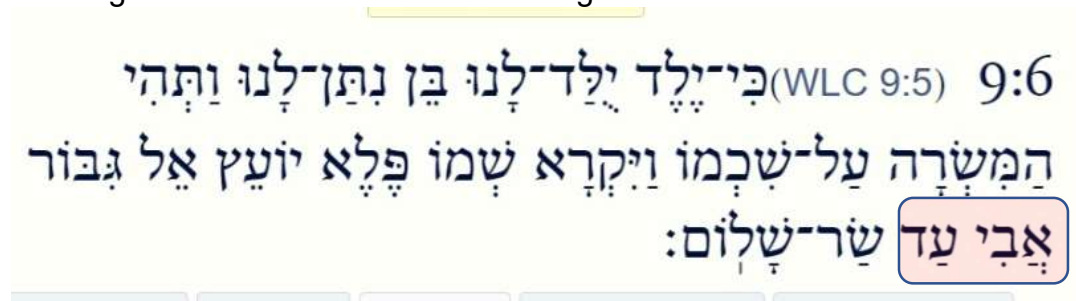 9:6 (WLC 9:5)כִּי־יֶלֶד יֻלַּד־לָנוּ בֵּן נִתַּן־לָנוּ וַתְּהִי
הַמִּשְׂרָה עַל־שִׁכְמוֹ וַיִּקְרָא שְׁמוֹ פֶּלֶא יוֹעֵץ אֵל גִּבּוֹר
אֲבִי עַד שַׂר־שָׁלוֹם׃